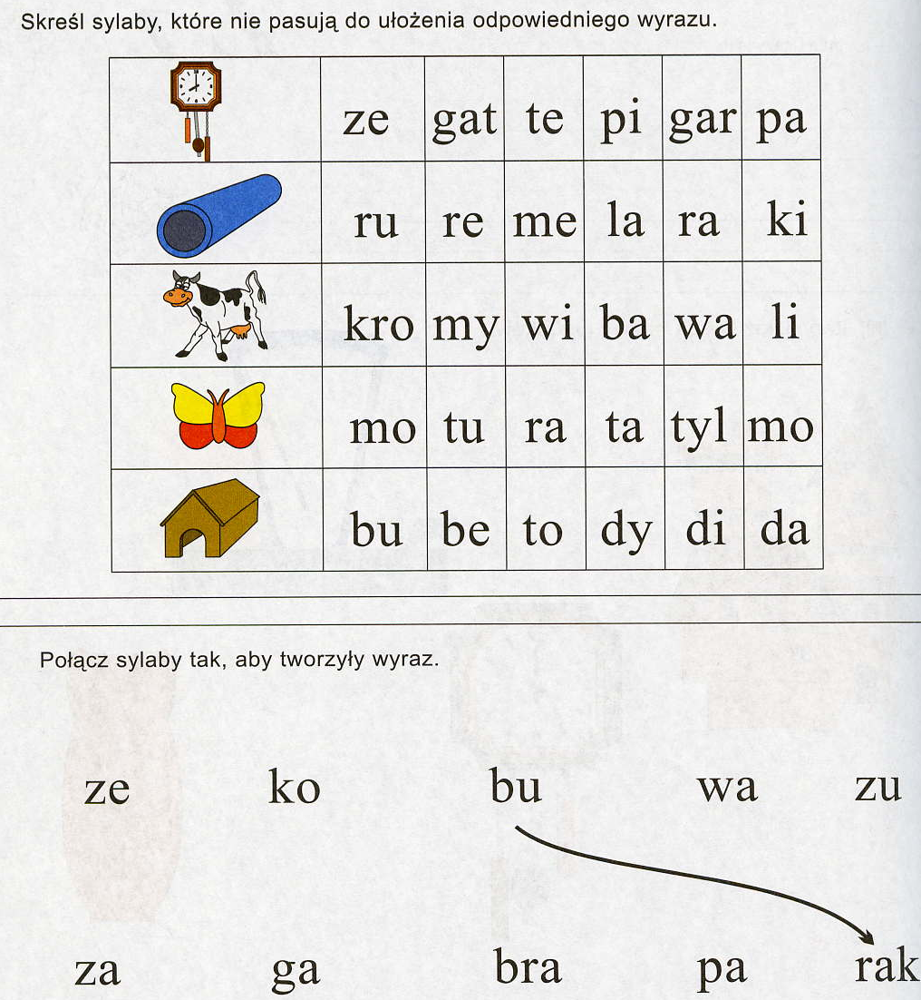 Skreśl sylaby, które nie pasują do ułożenia odpowiedniego wyrazu.
ze gat te pi gar pa
ru re me la ra ki
kro my wi ba wa li
mo tu ra ta tyl mo
bu be to dy di da
Połącz sylaby tak, aby tworzyły wyraz.
ze ko bu wa zu
za ga bra pa rak